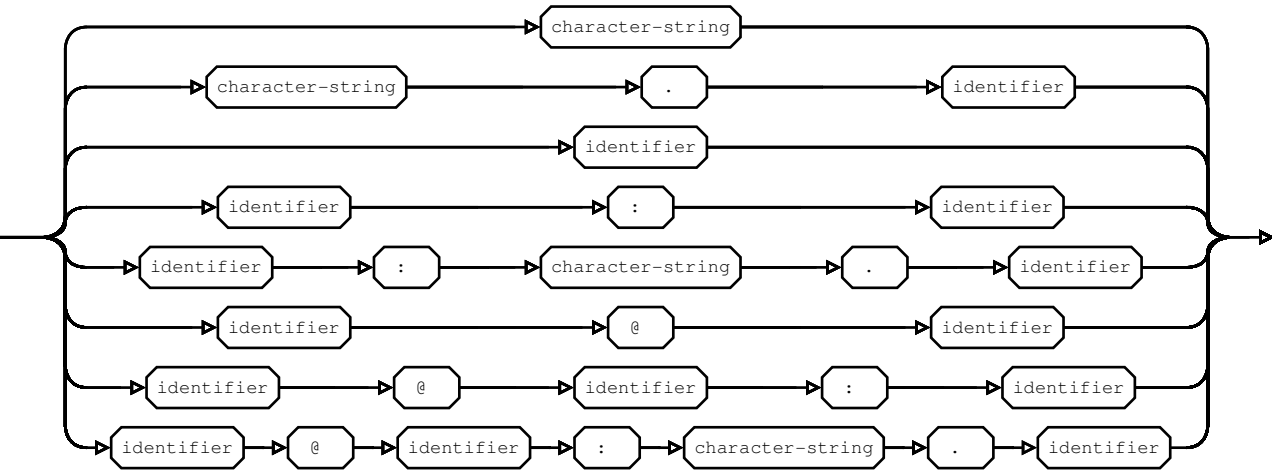 character-string
character-string . identifier
identifier
identifier : identifier
identifier : character-string . identifier
identifier @ identifier
identifier @ identifier : identifier
identifier @ identifier : character-string . identifier